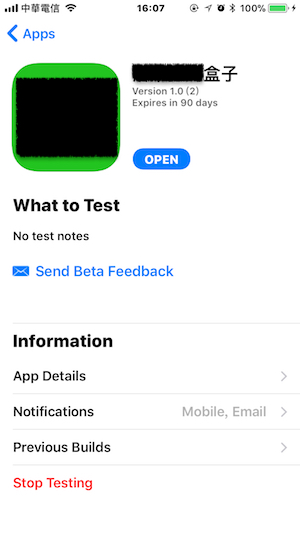 中華電信
16:07
100%
Apps
盒子
Version 1.0 (2)
Expires in 90 days
OPEN
What to Test
No test notes
Send Beta Feedback
Information
App Details
Notifications
Mobile, Email
Previous Builds
Stop Testing